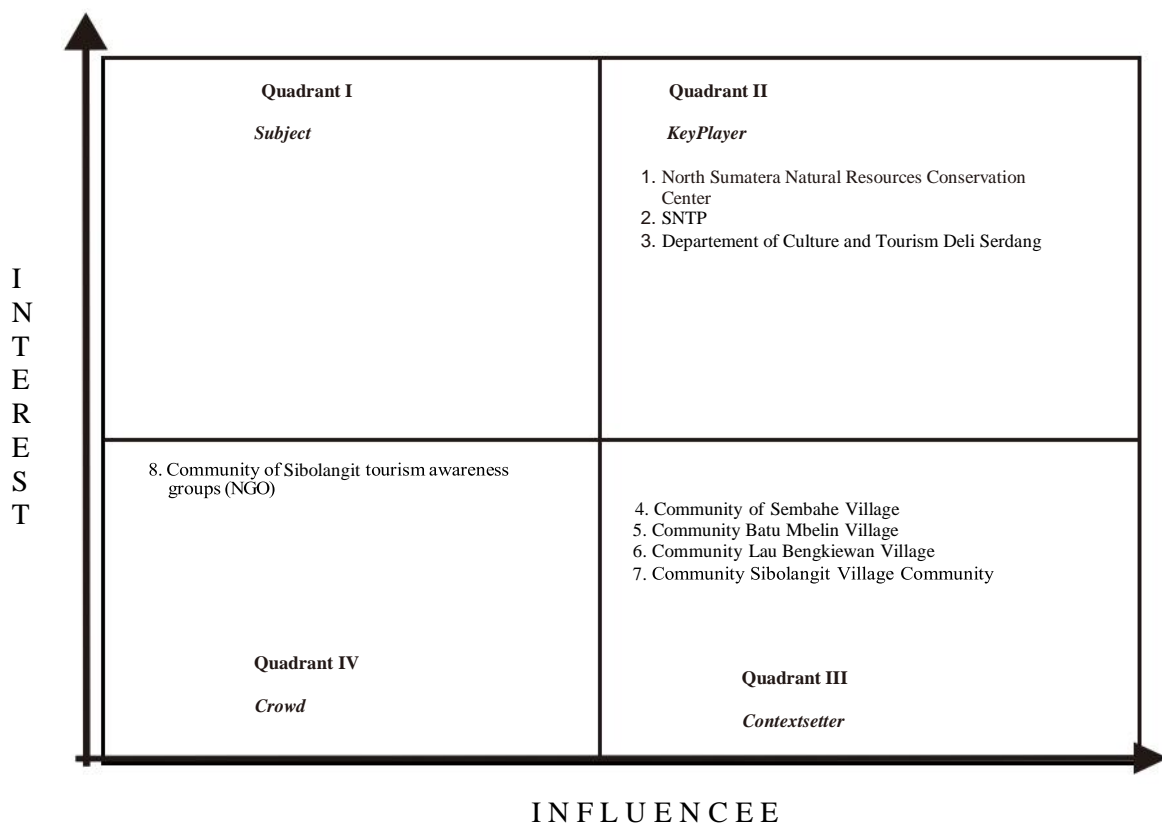 Quadrant I
Subject
Quadrant II
KeyPlayer
1. North Sumatera Natural Resources Conservation
Center
2. SNTP
3. Departement of Culture and Tourism Deli Serdang
INTEREST
8. Community of Sibolangit tourism awareness
groups (NGO)
4. Community of Sembahe Village
5. Community Batu Mbelin Village
6. Community Lau Bengkiewan Village
7. Community Sibolangit Village Community
Quadrant IV
Crowd
Quadrant III
Contextsetter
INFLUENCEE